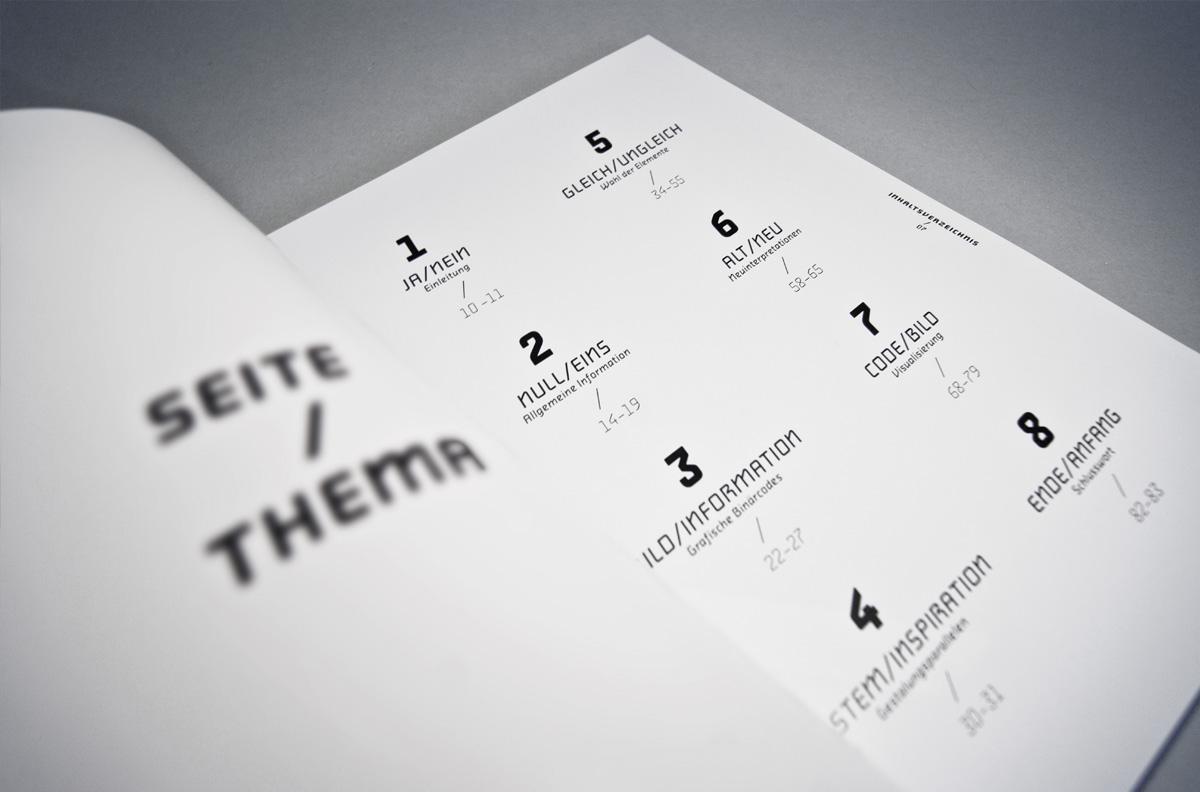 SEITE
/
THEMA
1
JA/NEIN
Einleitung
/
10-11
2
NULL/EINS
Allgemeine Information
/
14-19
3
ILD/INFORMATION
Grafische Binärcodes
/
22-27
4
STEM/INSPIRATION
Gestaltungsparallelen
/
30-31
5
GLEICH/UNGLEICH
Wahl der Elemente
/
34-55
6
ALT/NEU
Neuinterpretationen
/
58-65
7
CODE/BILD
Visualisierung
/
68-79
8
ENDE/ANFANG
Schlusswort
/
82-83
INHALTSVERZEICHNIS
/
07